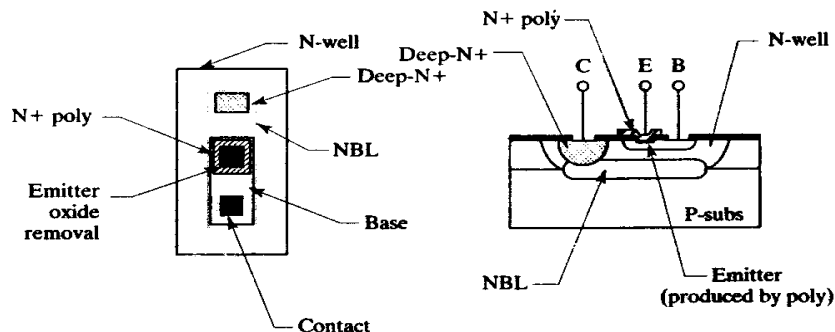 N-well
Deep-N+
N+ poly
NBL
Emitter
oxide
removal
Base
Contact
N+ poly
Deep-N+
N-well
C
E
B
P-subs
NBL
Emitter
(produced by poly)